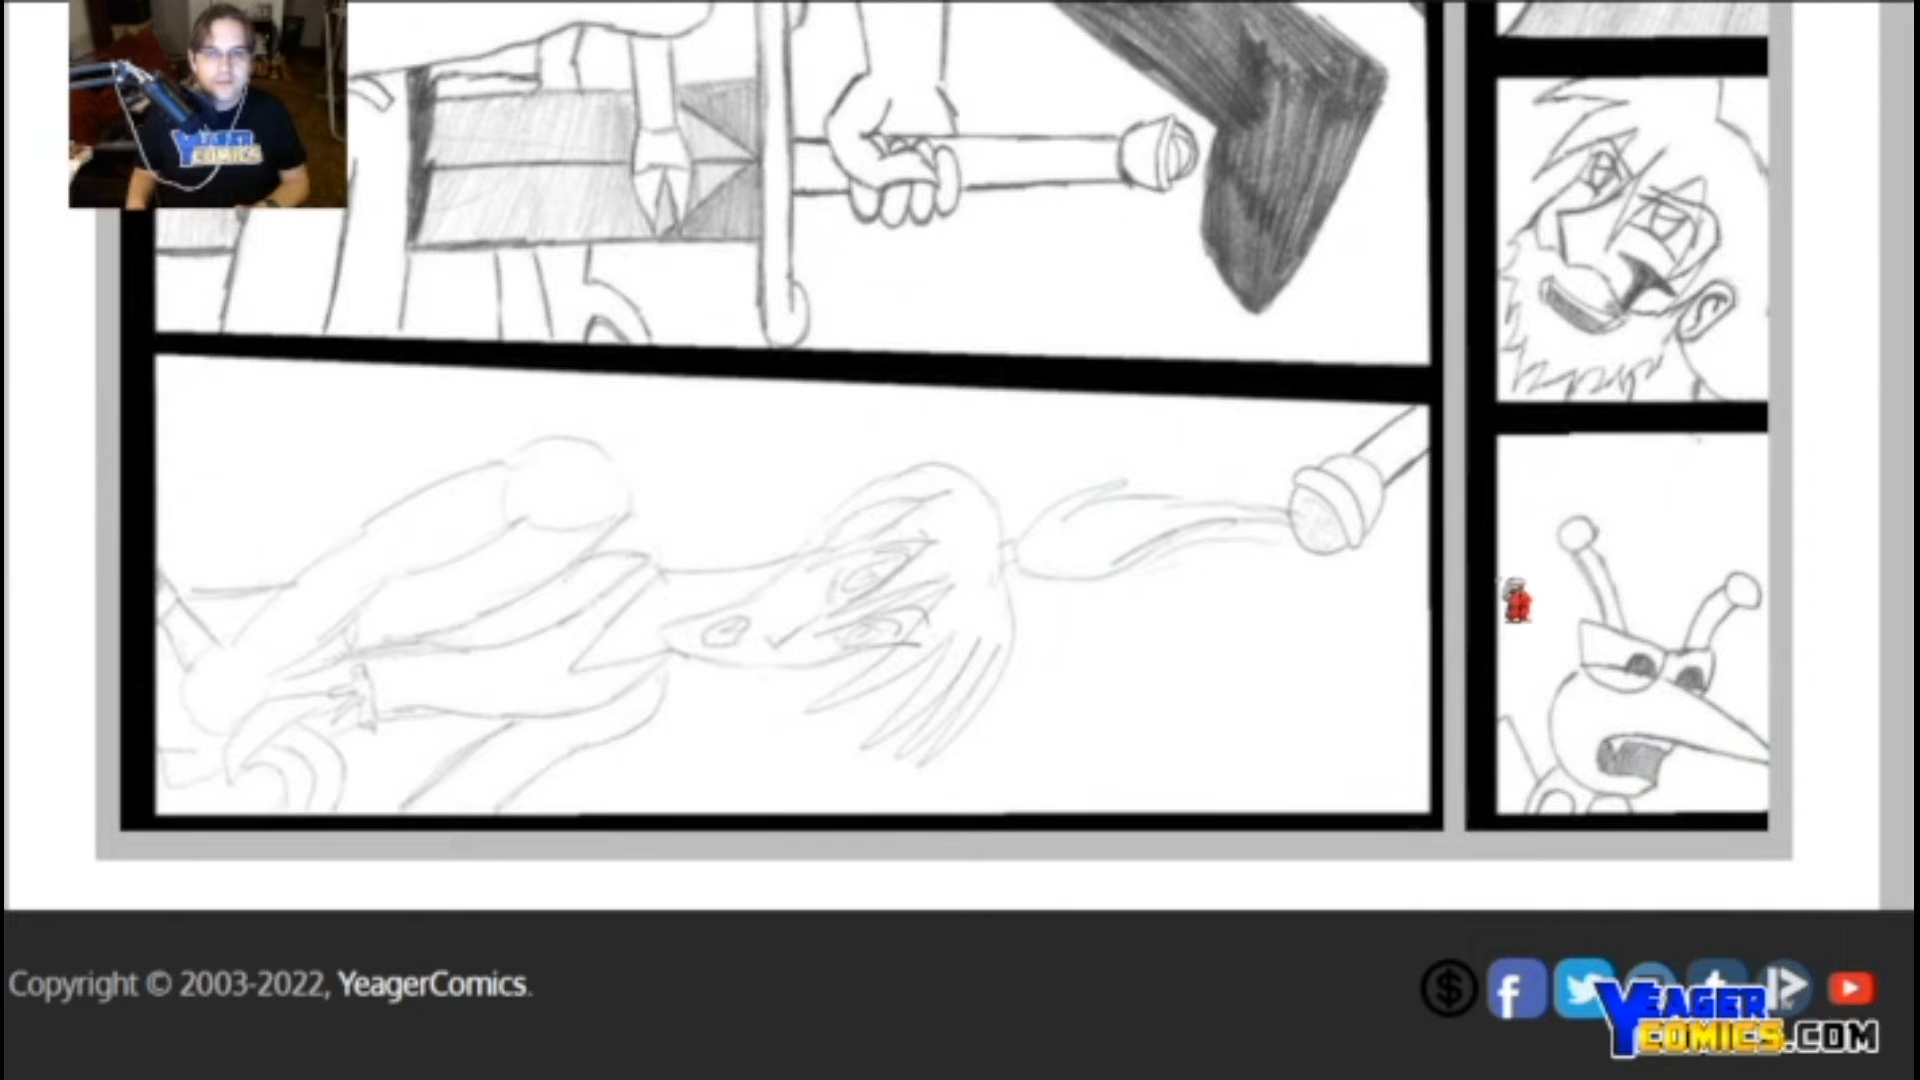 YEAGER
COMICS
Copyright © 2003-2022, YeagerComics.
YEAGER
COMICS.COM